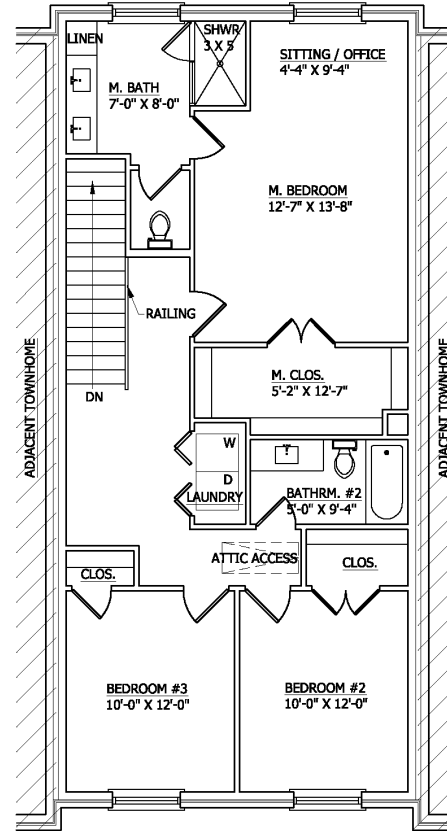 LINEN
SHWR
3 X 5
SITTING / OFFICE
4'-4" X 9'-4"
M. BATH
7'-0" X 8'-0"
M. BEDROOM
12'-7" X 13'-8"
RAILING
ADJACENT TOWNHOME
ADJACENT TOWNHOME
DN
M. CLOS.
5'-2" X 12'-7"
W
D
LAUNDRY
BATHRM. #2
5'-0" X 9'-4"
ATTIC ACCESS
CLOS.
CLOS.
BEDROOM #3
10'-0" X 12'-0"
BEDROOM #2
10'-0" X 12'-0"